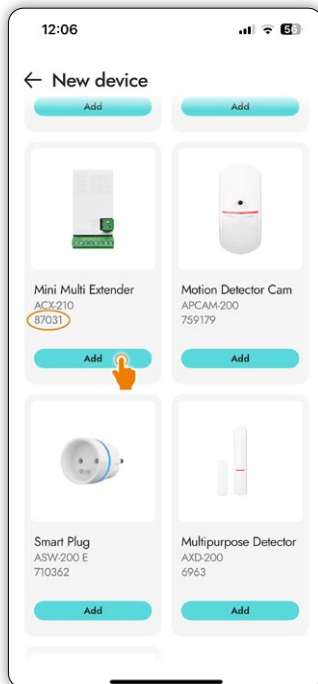 12:06
56
← New device
Add
Add
Mini Multi Extender
ACX-210
87031
Add
Motion Detector Cam
APCAM-200
759179
Add
Smart Plug
ASW-200 E
710362
Add
Multipurpose Detector
AXD-200
6963
Add